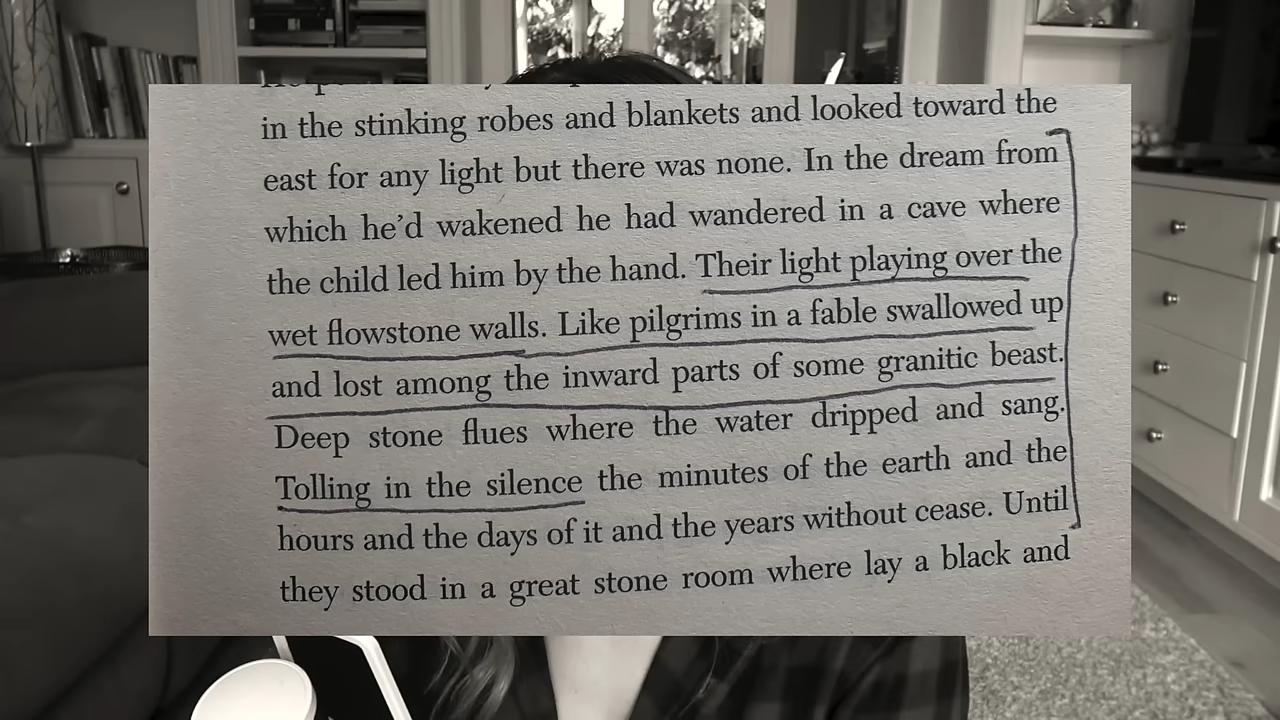 in the stinking robes and blankets and looked toward the
east for any light but there was none. In the dream from
which he’d wakened he had wandered in a cave where
the child led him by the hand. Their light playing over the
wet flowstone walls. Like pilgrims in a fable swallowed up
and lost among the inward parts of some granitic beast.
Deep stone flues where the water dripped and sang.
Tolling in the silence the minutes of the earth and the
hours and the days of it and the years without cease. Until
they stood in a great stone room where lay a black and